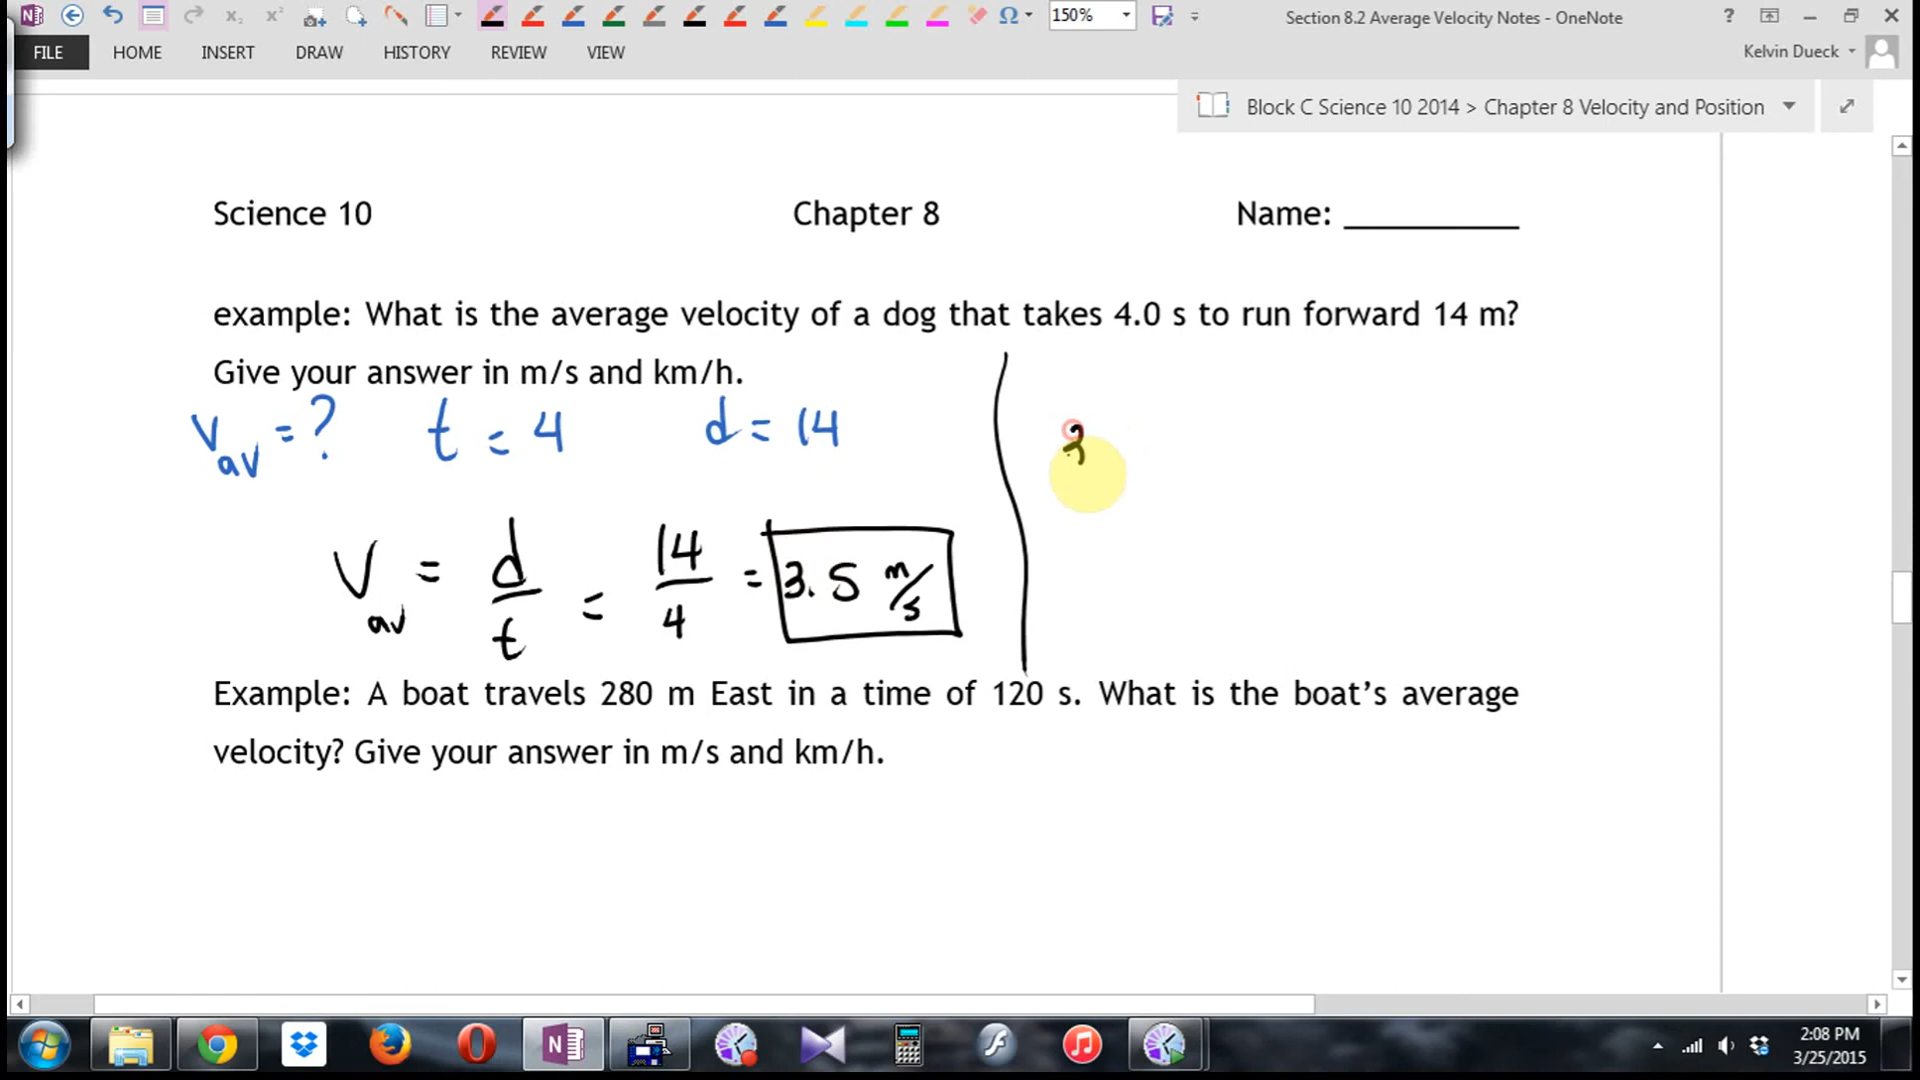 150%
Section 8.2 Average Velocity Notes - OneNote
?
FILE HOME INSERT DRAW HISTORY REVIEW VIEW
Kelvin Dueck
Block C Science 10 2014 > Chapter 8 Velocity and Position
Science 10 Chapter 8 Name: __________
example: What is the average velocity of a dog that takes 4.0 s to run forward 14 m?
Give your answer in m/s and km/h.
v av = ? t = 4 d = 14
3
v av = d/t = 14/4 = 3.5 m/s
Example: A boat travels 280 m East in a time of 120 s. What is the boat's average
velocity? Give your answer in m/s and km/h.
2:08 PM
3/25/2015